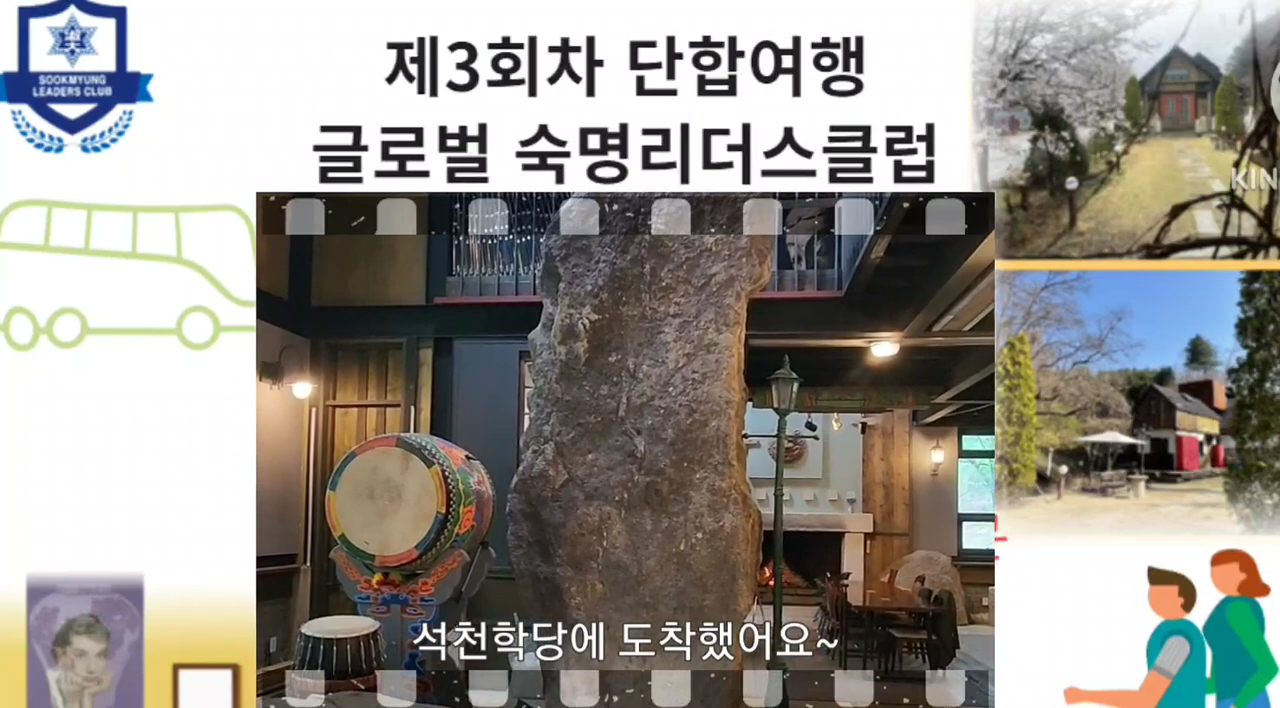 SOOKMYUNG
LEADERS CLUB
제3회차 단합여행
글로벌 숙명리더스클럽
KIN
석천학당에 도착했어요~